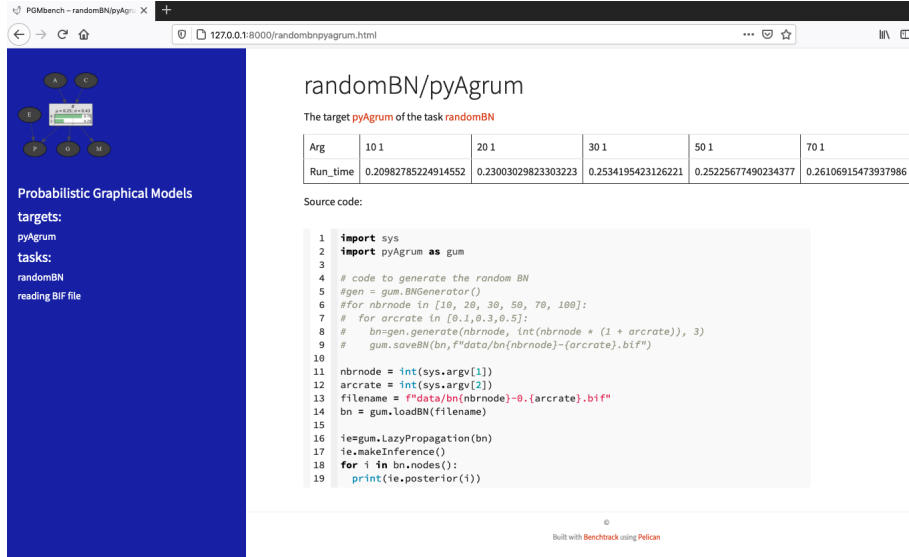 PGMbench – randomBN/pyAgru
127.0.0.1:8000/randombnpyagrum.html
A C
E
P G M
Probabilistic Graphical Models
targets:
pyAgrum
tasks:
randomBN
reading BIF file
randomBN/pyAgrum
The target pyAgrum of the task randomBN
Arg 10 1 20 1 30 1 50 1 70 1
Run_time 0.20982785224914552 0.23003029823303223 0.2534195423126221 0.25225677490234377 0.26106915473937986
Source code:
1 import sys
2 import pyAgrum as gum
3
4 # code to generate the random BN
5 #gen = gum.BNGenerator()
6 #for nbrnode in [10, 20, 30, 50, 70, 100]:
7 #  for arcrate in [0.1,0.3,0.5]:
8 #    bn=gen.generate(nbrnode, int(nbrnode * (1 + arcrate)), 3)
9 #    gum.saveBN(bn,f"data/bn{nbrnode}-{arcrate}.bif")
10
11 nbrnode = int(sys.argv[1])
12 arcrate = int(sys.argv[2])
13 filename = f"data/bn{nbrnode}-0.{arcrate}.bif"
14 bn = gum.loadBN(filename)
15
16 ie=gum.LazyPropagation(bn)
17 ie.makeInference()
18 for i in bn.nodes():
19   print(ie.posterior(i))
©
Built with Benchtrack using Pelican